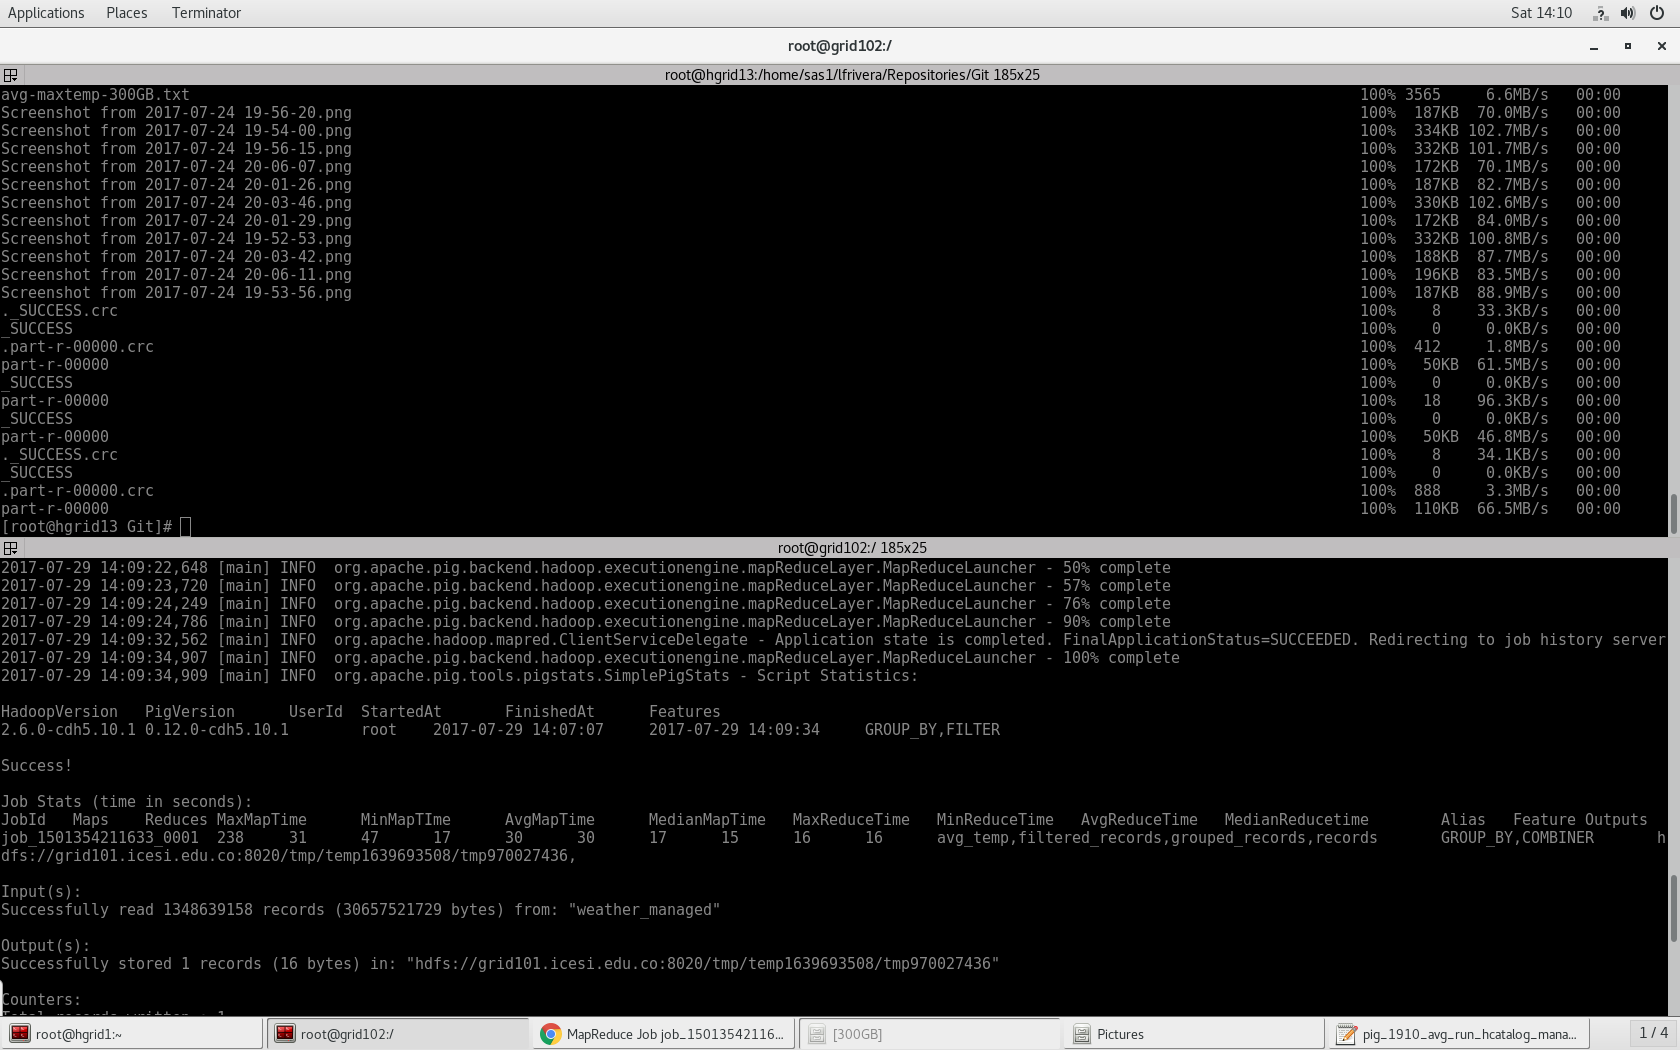 Applications Places Terminator Sat 14:10
root@grid102:/
root@hgrid13:/home/sas1/lfrivera/Repositories/Git 185x25
avg-maxtemp-300GB.txt 100% 3565 6.6MB/s 00:00
Screenshot from 2017-07-24 19-56-20.png 100% 187KB 70.0MB/s 00:00
Screenshot from 2017-07-24 19-54-00.png 100% 334KB 102.7MB/s 00:00
Screenshot from 2017-07-24 19-56-15.png 100% 332KB 101.7MB/s 00:00
Screenshot from 2017-07-24 20-06-07.png 100% 172KB 70.1MB/s 00:00
Screenshot from 2017-07-24 20-01-26.png 100% 187KB 82.7MB/s 00:00
Screenshot from 2017-07-24 20-03-46.png 100% 330KB 102.6MB/s 00:00
Screenshot from 2017-07-24 20-01-29.png 100% 172KB 84.0MB/s 00:00
Screenshot from 2017-07-24 19-52-53.png 100% 332KB 100.8MB/s 00:00
Screenshot from 2017-07-24 20-03-42.png 100% 188KB 87.7MB/s 00:00
Screenshot from 2017-07-24 20-06-11.png 100% 196KB 83.5MB/s 00:00
Screenshot from 2017-07-24 19-53-56.png 100% 187KB 88.9MB/s 00:00
._SUCCESS.crc 100% 8 33.3KB/s 00:00
_SUCCESS 100% 0 0.0KB/s 00:00
.part-r-00000.crc 100% 412 1.8MB/s 00:00
part-r-00000 100% 50KB 61.5MB/s 00:00
_SUCCESS 100% 0 0.0KB/s 00:00
part-r-00000 100% 18 96.3KB/s 00:00
_SUCCESS 100% 0 0.0KB/s 00:00
part-r-00000 100% 50KB 46.8MB/s 00:00
._SUCCESS.crc 100% 8 34.1KB/s 00:00
_SUCCESS 100% 0 0.0KB/s 00:00
.part-r-00000.crc 100% 888 3.3MB/s 00:00
part-r-00000 100% 110KB 66.5MB/s 00:00
[root@hgrid13 Git]#
root@grid102:/ 185x25
2017-07-29 14:09:22,648 [main] INFO org.apache.pig.backend.hadoop.executionengine.mapReduceLayer.MapReduceLauncher - 50% complete
2017-07-29 14:09:23,720 [main] INFO org.apache.pig.backend.hadoop.executionengine.mapReduceLayer.MapReduceLauncher - 57% complete
2017-07-29 14:09:24,249 [main] INFO org.apache.pig.backend.hadoop.executionengine.mapReduceLayer.MapReduceLauncher - 76% complete
2017-07-29 14:09:24,786 [main] INFO org.apache.pig.backend.hadoop.executionengine.mapReduceLayer.MapReduceLauncher - 90% complete
2017-07-29 14:09:32,562 [main] INFO org.apache.hadoop.mapred.ClientServiceDelegate - Application state is completed. FinalApplicationStatus=SUCCEEDED. Redirecting to job history server
2017-07-29 14:09:34,907 [main] INFO org.apache.pig.backend.hadoop.executionengine.mapReduceLayer.MapReduceLauncher - 100% complete
2017-07-29 14:09:34,909 [main] INFO org.apache.pig.tools.pigstats.SimplePigStats - Script Statistics:
HadoopVersion PigVersion UserId StartedAt FinishedAt Features
2.6.0-cdh5.10.1 0.12.0-cdh5.10.1 root 2017-07-29 14:07:07 2017-07-29 14:09:34 GROUP_BY,FILTER
Success!
Job Stats (time in seconds):
JobId Maps Reduces MaxMapTime MinMapTIme AvgMapTime MedianMapTime MaxReduceTime MinReduceTime AvgReduceTime MedianReducetime Alias Feature Outputs
job_1501354211633_0001 238 31 47 17 30 30 17 15 16 16 avg_temp,filtered_records,grouped_records,records GROUP_BY,COMBINER h
dfs://grid101.icesi.edu.co:8020/tmp/temp1639693508/tmp970027436,
Input(s):
Successfully read 1348639158 records (30657521729 bytes) from: "weather_managed"
Output(s):
Successfully stored 1 records (16 bytes) in: "hdfs://grid101.icesi.edu.co:8020/tmp/temp1639693508/tmp970027436"
Counters:
Total records written : 1
root@hgrid1:~ root@grid102:/ MapReduce Job job_15013542116... [300GB] Pictures pig_1910_avg_run_hcatalog_mana... 1 / 4